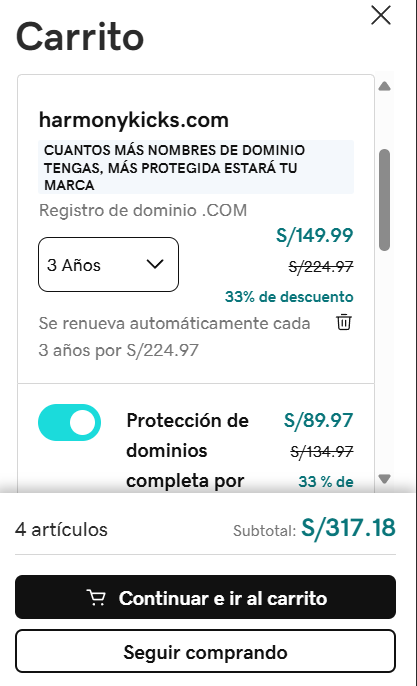 Carrito
harmonykicks.com
CUANTOS MÁS NOMBRES DE DOMINIO
TENGAS, MÁS PROTEGIDA ESTARÁ TU
MARCA
Registro de dominio .COM
S/149.99
3 Años
S/224.97
33% de descuento
Se renueva automáticamente cada
3 años por S/224.97
Protección de
S/89.97
dominios
S/134.97
completa por
33 % de
4 artículos
Subtotal: S/317.18
Continuar e ir al carrito
Seguir comprando